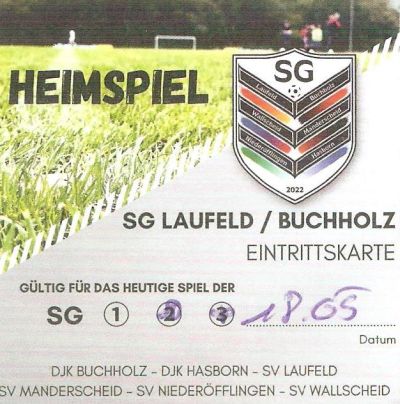 HEIMSPIEL
SG
Laufeld Buchholz
Wallscheid Manderscheid
Niederöfflingen Hasborn
2022
SG LAUFELD / BUCHHOLZ
EINTRITTSKARTE
GÜLTIG FÜR DAS HEUTIGE SPIEL DER
SG 1 2 3 18.05
Datum
DJK BUCHHOLZ - DJK HASBORN - SV LAUFELD
SV MANDERSCHEID - SV NIEDERÖFFLINGEN - SV WALLSCHEID